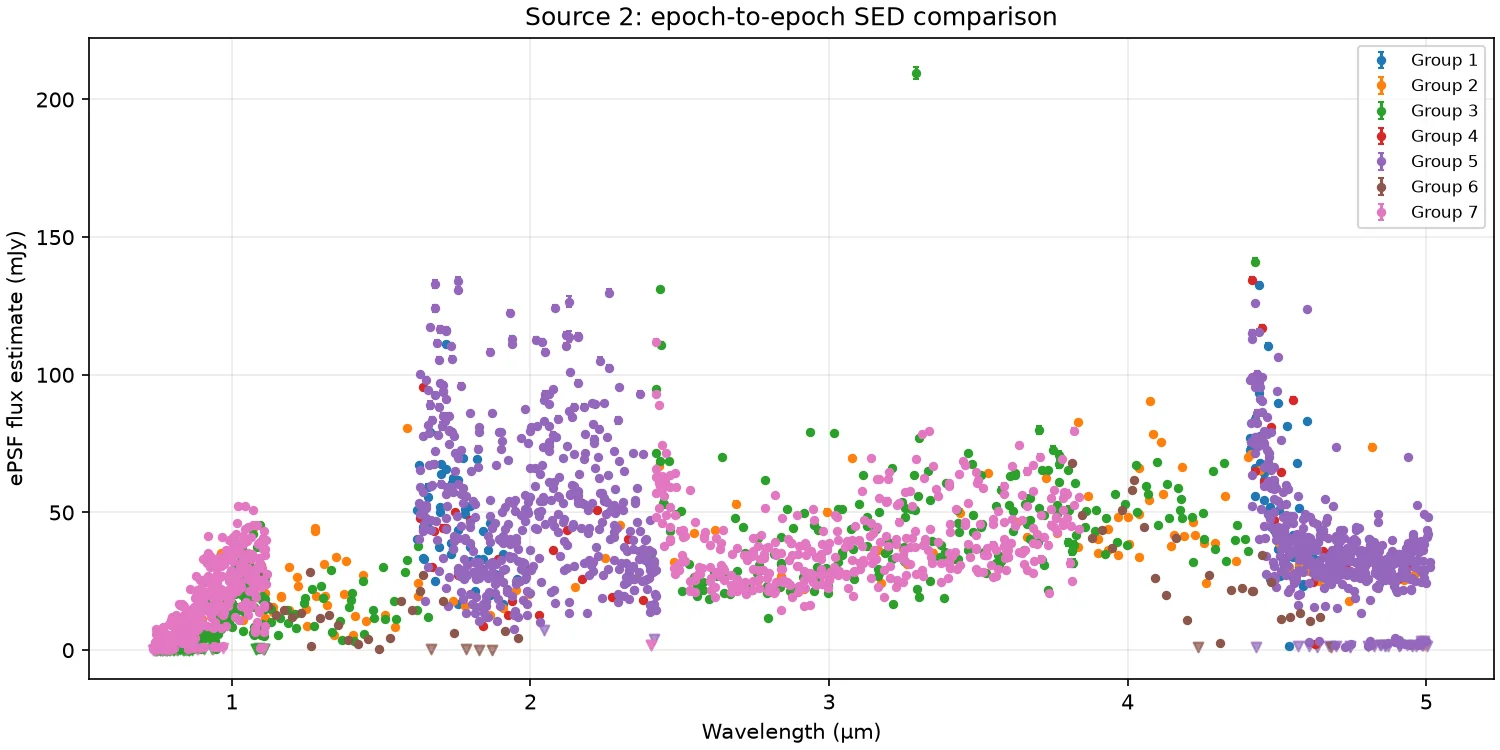 Source 2: epoch-to-epoch SED comparison
ePSF flux estimate (mJy)
200
150
100
50
0
Group 1
Group 2
Group 3
Group 4
Group 5
Group 6
Group 7
1 2 3 4 5
Wavelength (μm)